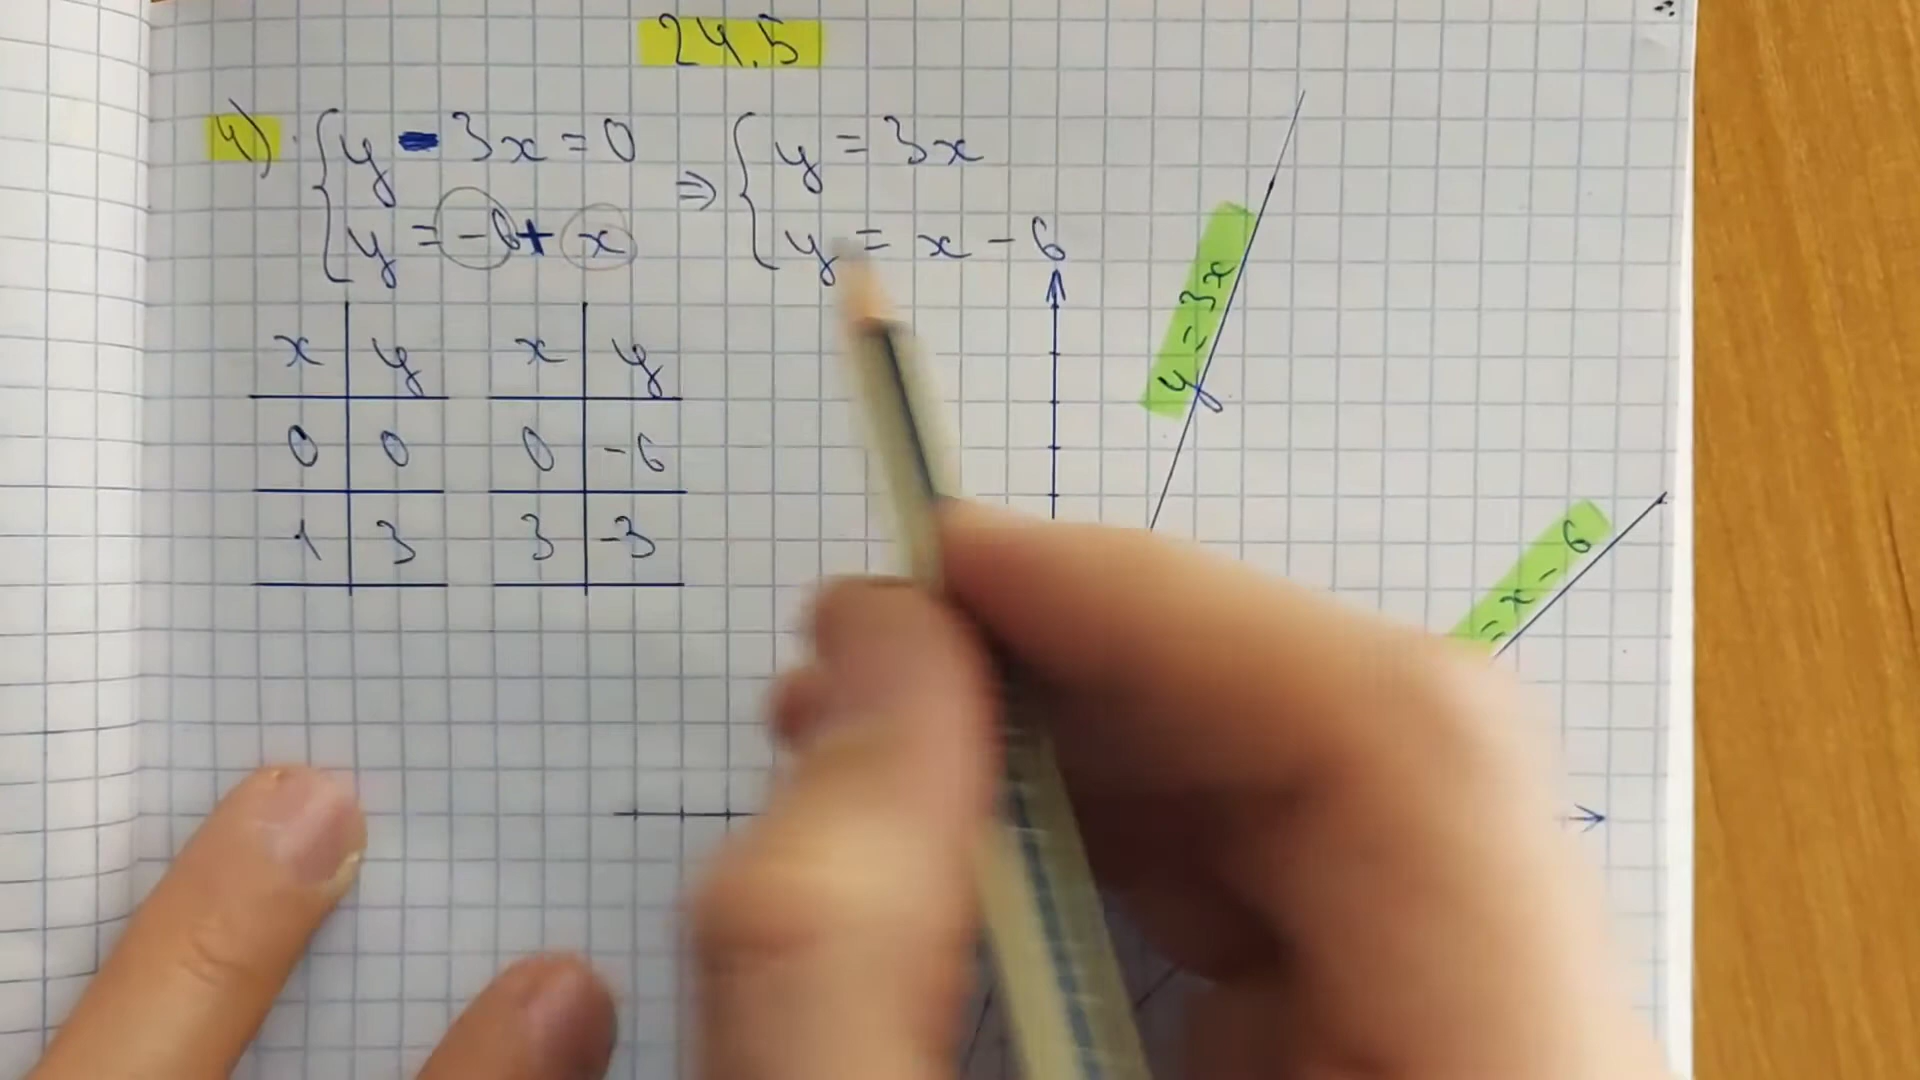 24.5
4) { y - 3x = 0 ⇒ { y = 3x
y = -6 + x y = x - 6
x y x y
0 0 0 -6
1 3 3 -3
y = 3x
= x - 6